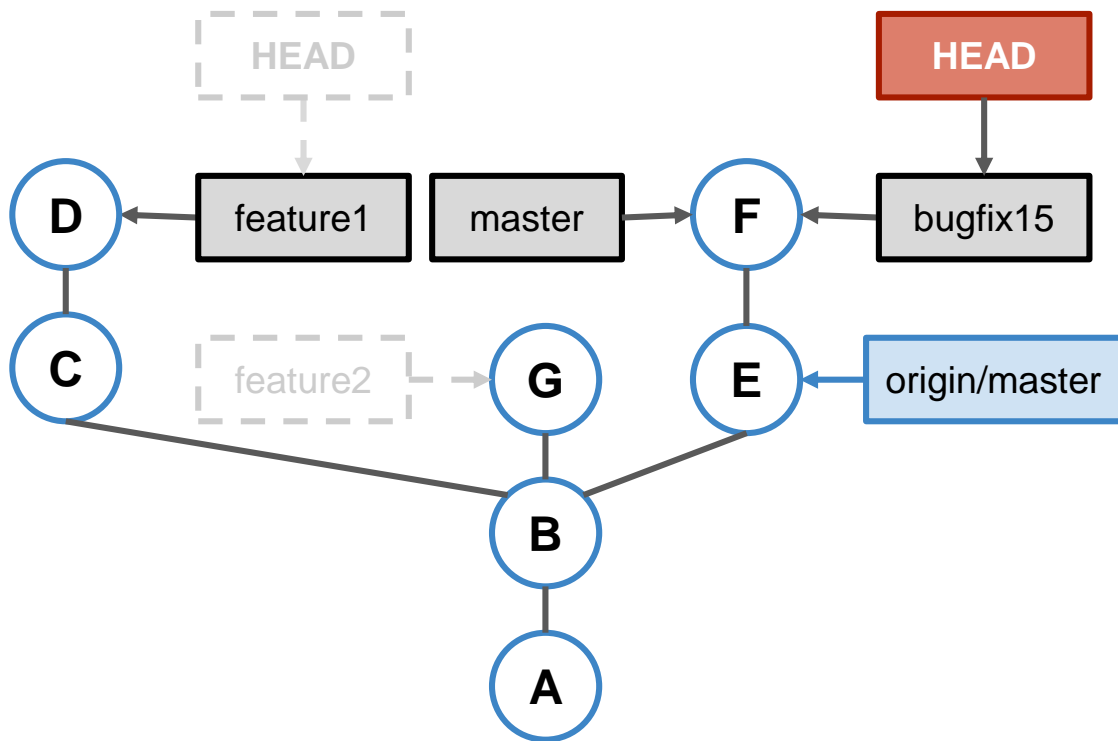 HEAD
HEAD
D
feature1
master
F
bugfix15
C
feature2
G
E
origin/master
B
A